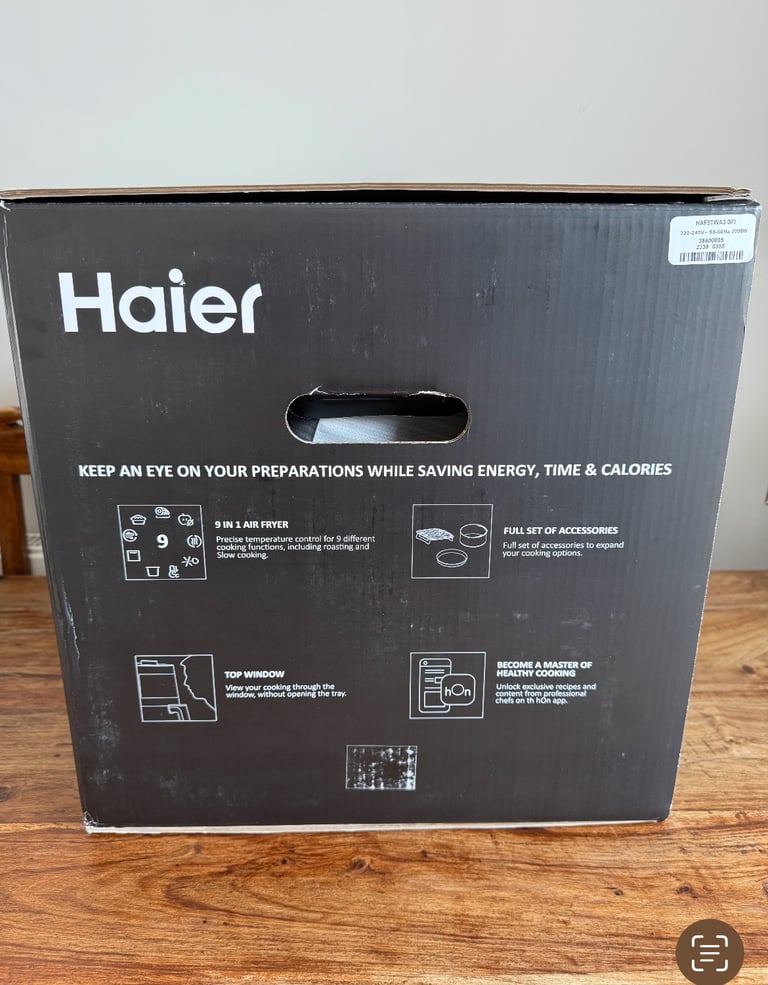 HAF5TWA3 001
220-240V~ 50-60Hz 2000W
38900895
2339 0355
Haier
KEEP AN EYE ON YOUR PREPARATIONS WHILE SAVING ENERGY, TIME & CALORIES
9
9 IN 1 AIR FRYER
Precise temperature control for 9 different
cooking functions, including roasting and
Slow cooking.
FULL SET OF ACCESSORIES
Full set of accessories to expand
your cooking options.
TOP WINDOW
View your cooking through the
window, without opening the tray.
hOn
BECOME A MASTER OF
HEALTHY COOKING
Unlock exclusive recipes and
content from professional
chefs on th hOn app.